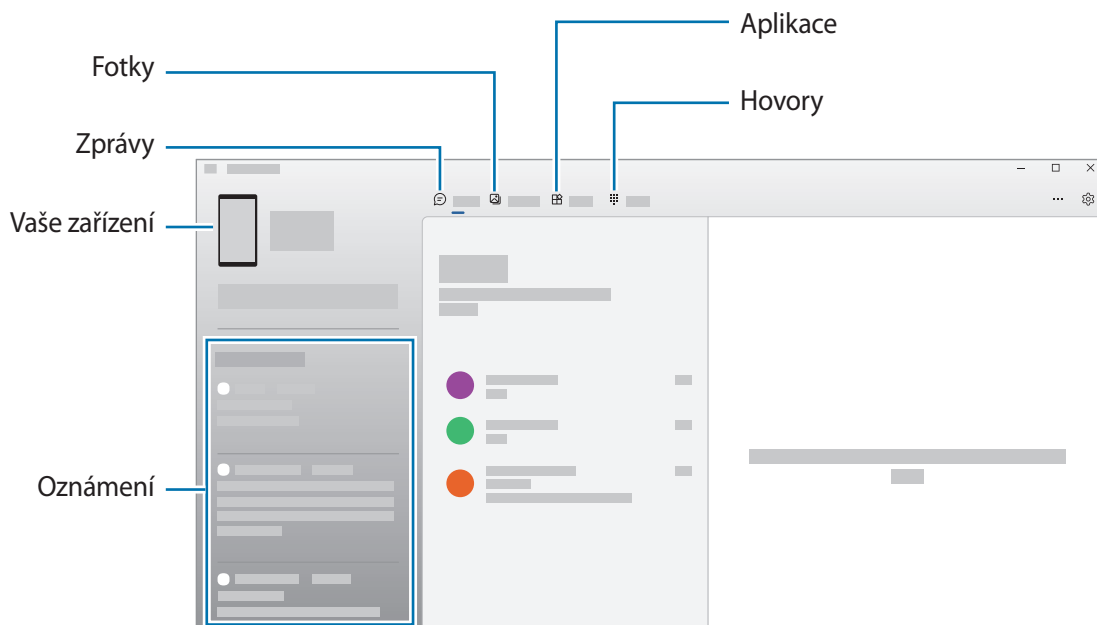 Aplikace
Fotky
Hovory
Zprávy
Vaše zařízení
Oznámení